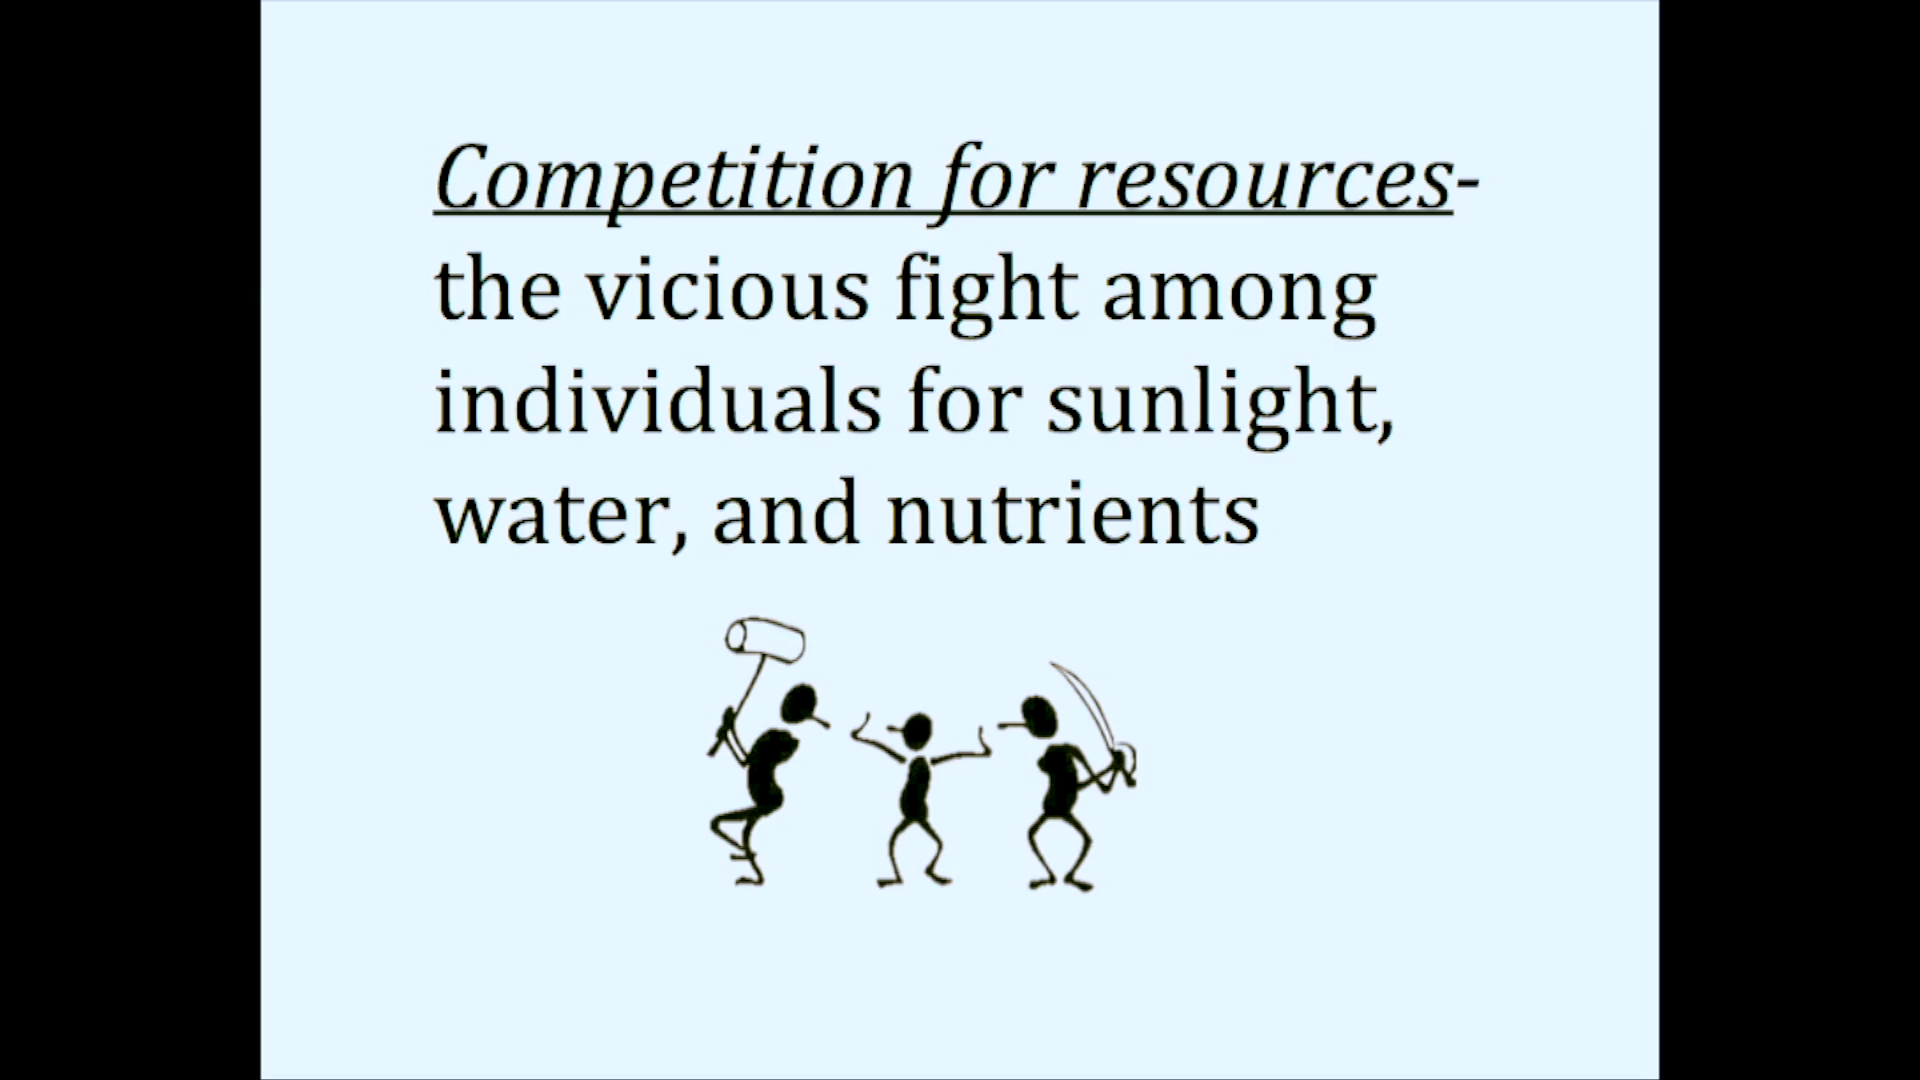 Competition for resources-
the vicious fight among
individuals for sunlight,
water, and nutrients